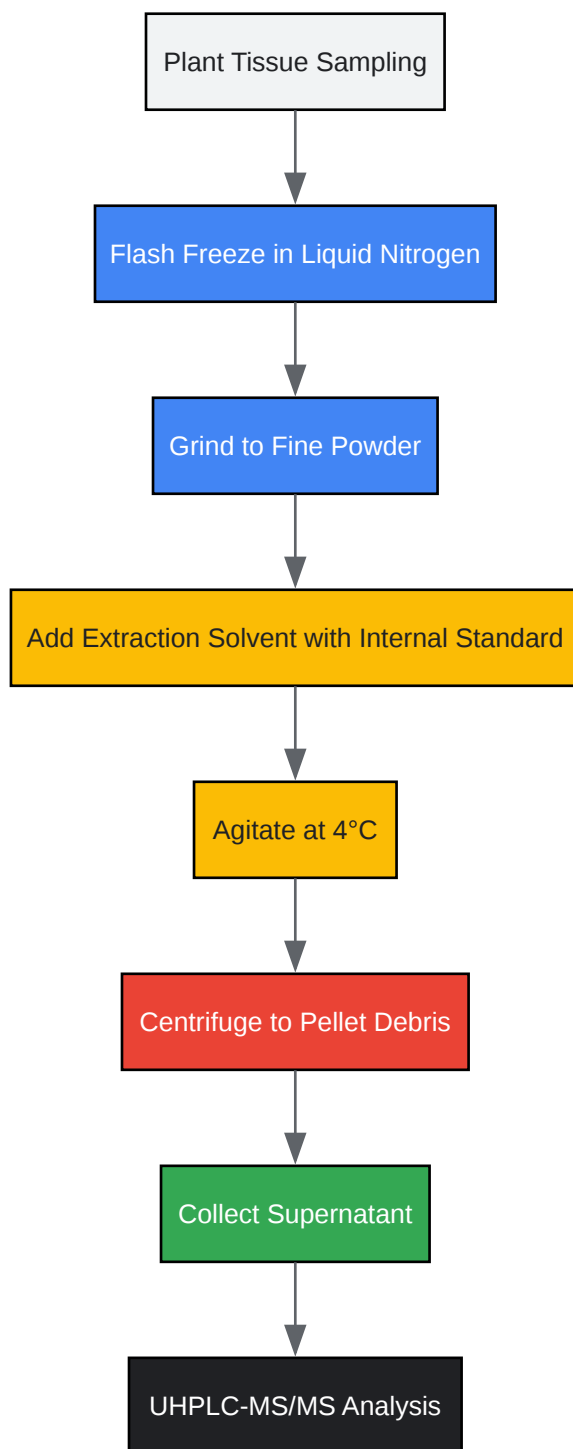 Plant Tissue Sampling
Flash Freeze in Liquid Nitrogen
Grind to Fine Powder
Add Extraction Solvent with Internal Standard
Agitate at 4°C
Centrifuge to Pellet Debris
Collect Supernatant
UHPLC-MS/MS Analysis